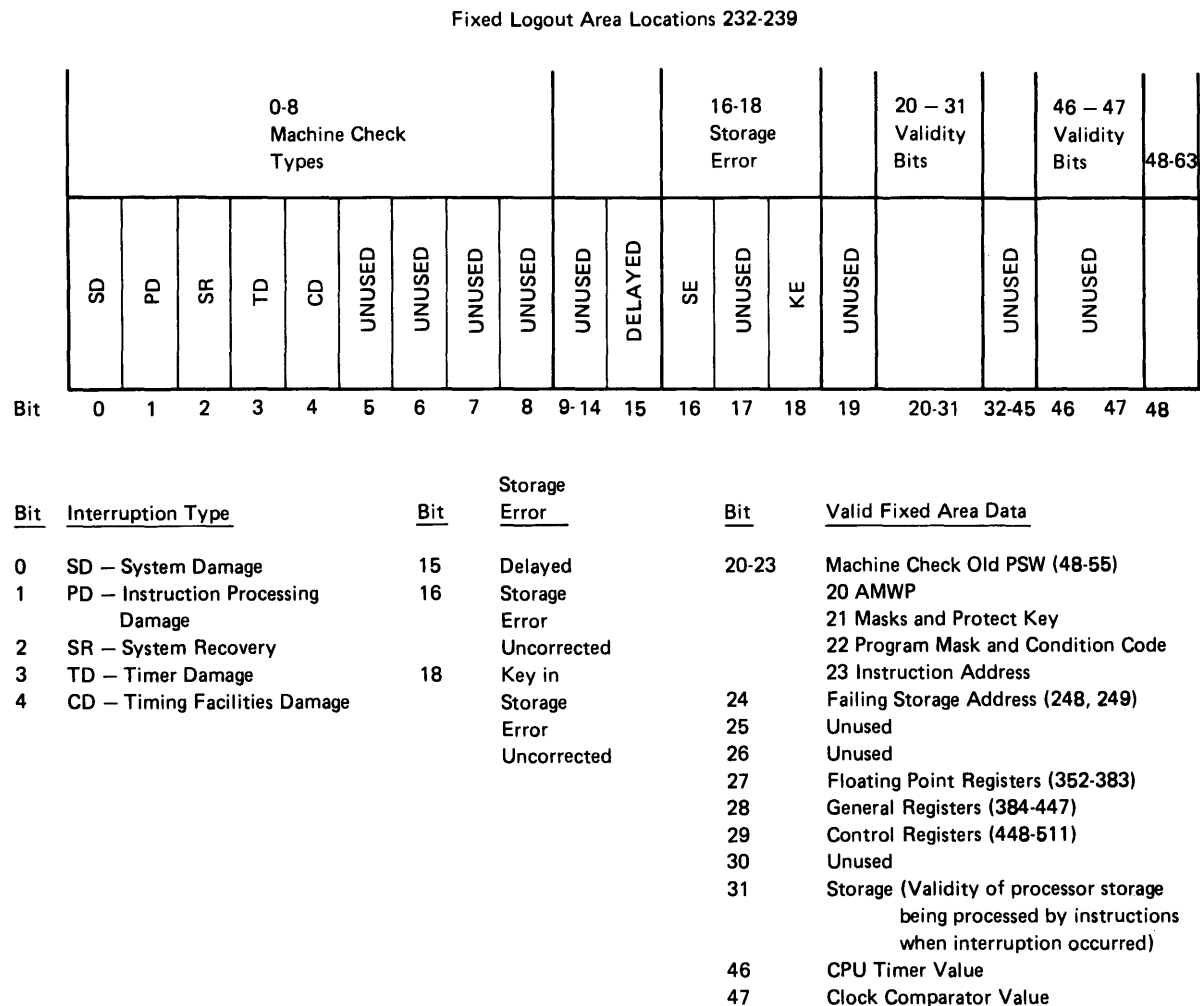 Fixed Logout Area Locations 232-239
0-8
Machine Check
Types
16-18
Storage
Error
20 – 31
Validity
Bits
46 – 47
Validity
Bits
48-63
SD
PD
SR
TD
CD
UNUSED
UNUSED
UNUSED
UNUSED
UNUSED
DELAYED
SE
UNUSED
KE
UNUSED
UNUSED
UNUSED
Bit 0 1 2 3 4 5 6 7 8 9-14 15 16 17 18 19 20-31 32-45 46 47 48
Bit Interruption Type
0 SD – System Damage
1 PD – Instruction Processing
Damage
2 SR – System Recovery
3 TD – Timer Damage
4 CD – Timing Facilities Damage
Storage
Bit Error
15 Delayed
16 Storage
Error
Uncorrected
18 Key in
Storage
Error
Uncorrected
Bit Valid Fixed Area Data
20-23 Machine Check Old PSW (48-55)
20 AMWP
21 Masks and Protect Key
22 Program Mask and Condition Code
23 Instruction Address
24 Failing Storage Address (248, 249)
25 Unused
26 Unused
27 Floating Point Registers (352-383)
28 General Registers (384-447)
29 Control Registers (448-511)
30 Unused
31 Storage (Validity of processor storage
being processed by instructions
when interruption occurred)
46 CPU Timer Value
47 Clock Comparator Value